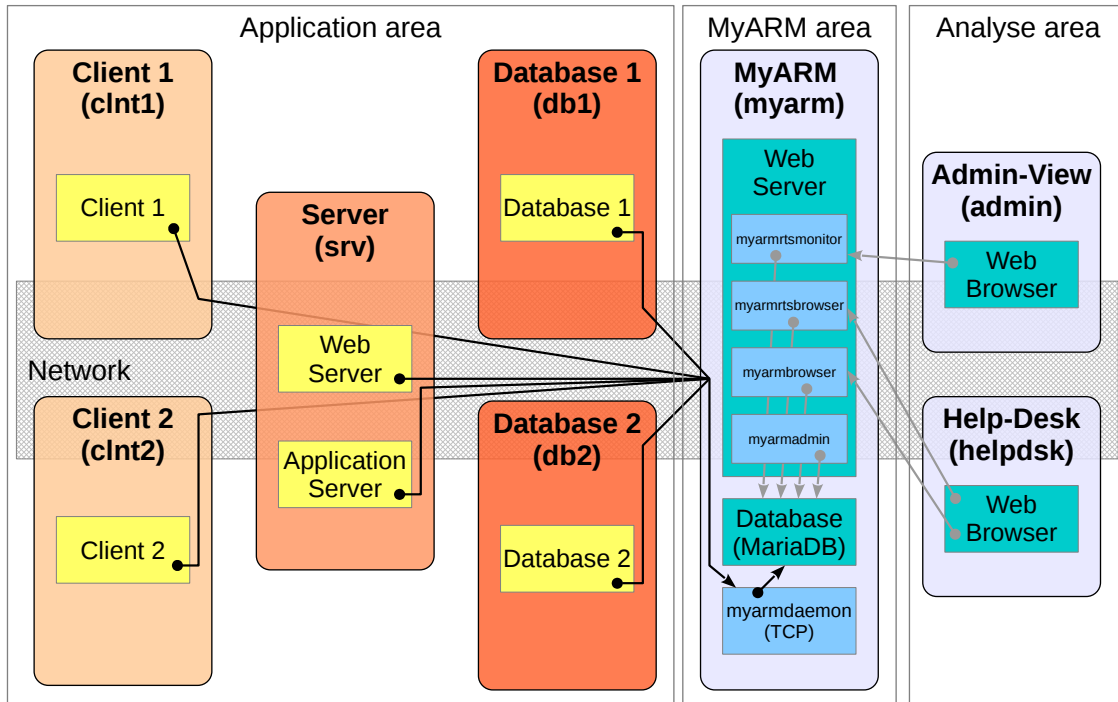 Application area
MyARM area
Analyse area
Client 1
(clnt1)
Client 1
Server
(srv)
Web
Server
Application
Server
Database 1
(db1)
Database 1
MyARM
(myarm)
Web
Server
myarmrtsmonitor
myarmrtsbrowser
myarmbrowser
myarmadmin
Database
(MariaDB)
myarmdaemon
(TCP)
Admin-View
(admin)
Web
Browser
Network
Client 2
(clnt2)
Client 2
Database 2
(db2)
Database 2
Help-Desk
(helpdsk)
Web
Browser